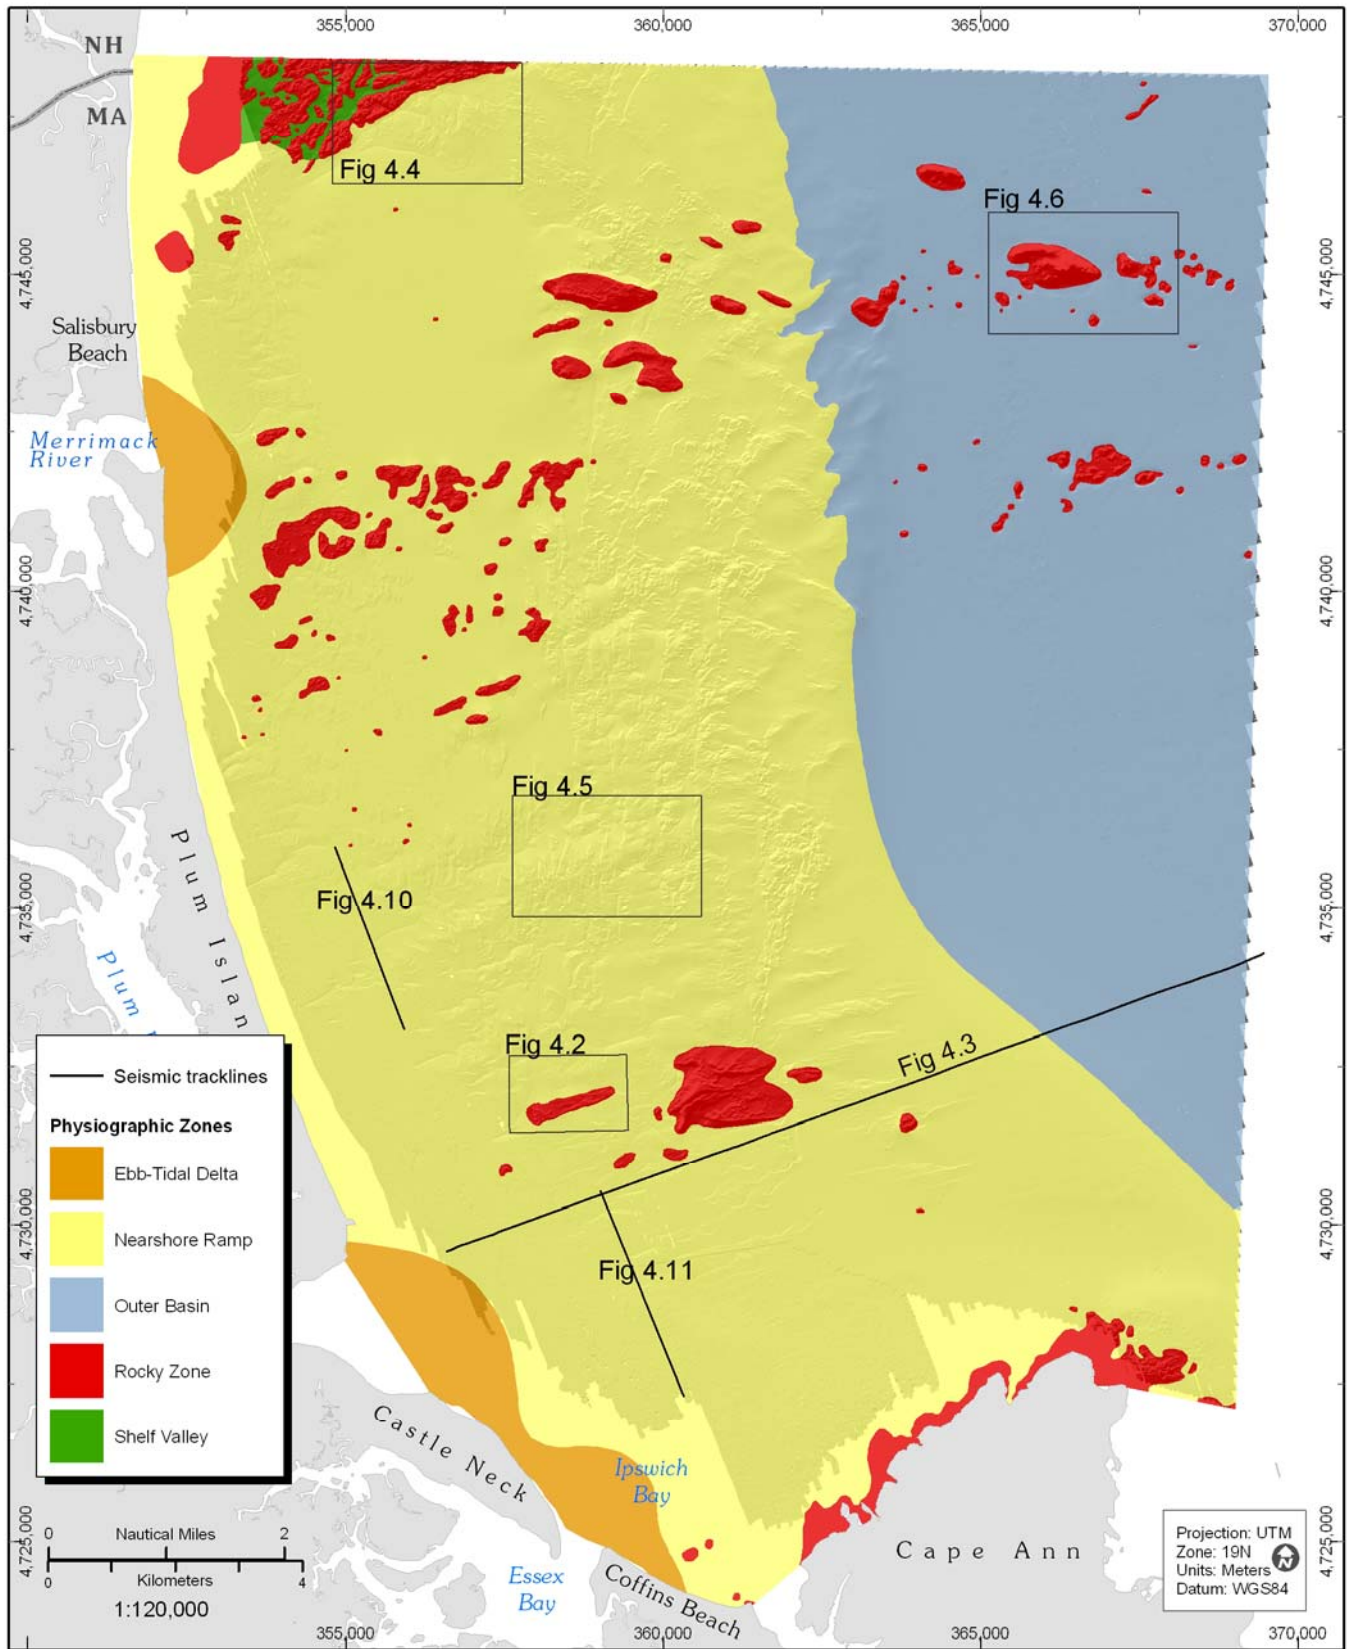 355,000
360,000
365,000
370,000
NH
MA
Fig 4.4
Fig 4.6
4,745,000
4,745,000
Salisbury
Beach
Merrimack
River
4,740,000
4,740,000
Fig 4.5
Plum Islan
Fig 4.10
4,735,000
4,735,000
Plum
Fig 4.2
Fig 4.3
Seismic tracklines
Physiographic Zones
Ebb-Tidal Delta
Nearshore Ramp
Outer Basin
Rocky Zone
Shelf Valley
4,730,000
4,730,000
Fig 4.11
Castle Neck
Ipswich
Bay
0 Nautical Miles 2
0 Kilometers 4
1:120,000
4,725,000
4,725,000
Essex
Bay
Coffins Beach
Cape Ann
Projection: UTM
Zone: 19N
Units: Meters
Datum: WGS84
N
355,000
360,000
365,000
370,000